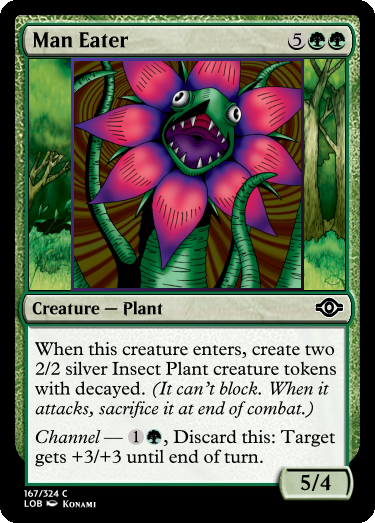 Man Eater 5
Creature — Plant
When this creature enters, create two
2/2 silver Insect Plant creature tokens
with decayed. (It can't block. When it
attacks, sacrifice it at end of combat.)
Channel — 1, Discard this: Target
gets +3/+3 until end of turn.
5/4
167/324 C
LOB Konami